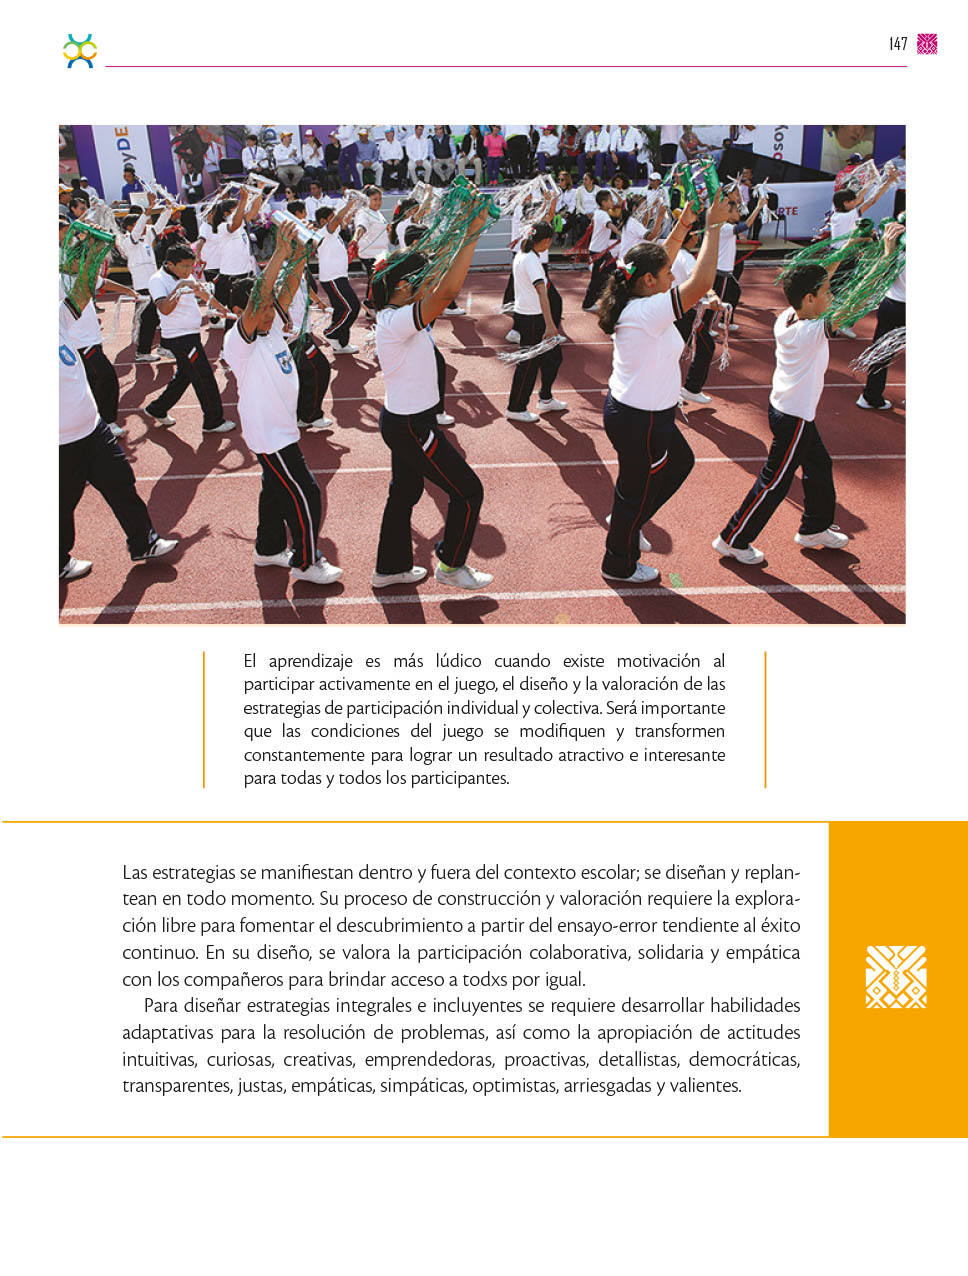 147
oyDE
Dsoy
RTE
El aprendizaje es más lúdico cuando existe motivación al
participar activamente en el juego, el diseño y la valoración de las
estrategias de participación individual y colectiva. Será importante
que las condiciones del juego se modifiquen y transformen
constantemente para lograr un resultado atractivo e interesante
para todas y todos los participantes.
Las estrategias se manifiestan dentro y fuera del contexto escolar; se diseñan y replan-
tean en todo momento. Su proceso de construcción y valoración requiere la explora-
ción libre para fomentar el descubrimiento a partir del ensayo-error tendiente al éxito
continuo. En su diseño, se valora la participación colaborativa, solidaria y empática
con los compañeros para brindar acceso a todxs por igual.
Para diseñar estrategias integrales e incluyentes se requiere desarrollar habilidades
adaptativas para la resolución de problemas, así como la apropiación de actitudes
intuitivas, curiosas, creativas, emprendedoras, proactivas, detallistas, democráticas,
transparentes, justas, empáticas, simpáticas, optimistas, arriesgadas y valientes.